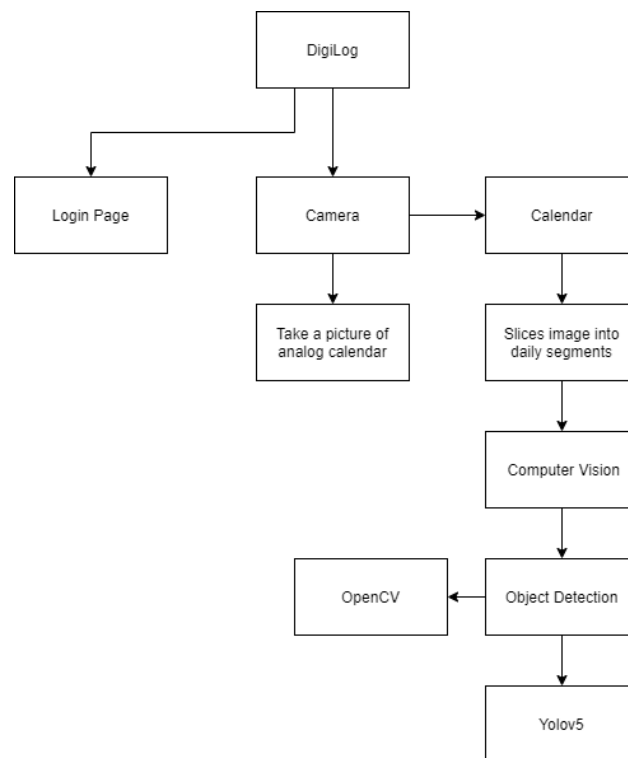 DigiLog
Login Page
Camera
Calendar
Take a picture of
analog calendar
Slices image into
daily segments
Computer Vision
OpenCV
Object Detection
Yolov5